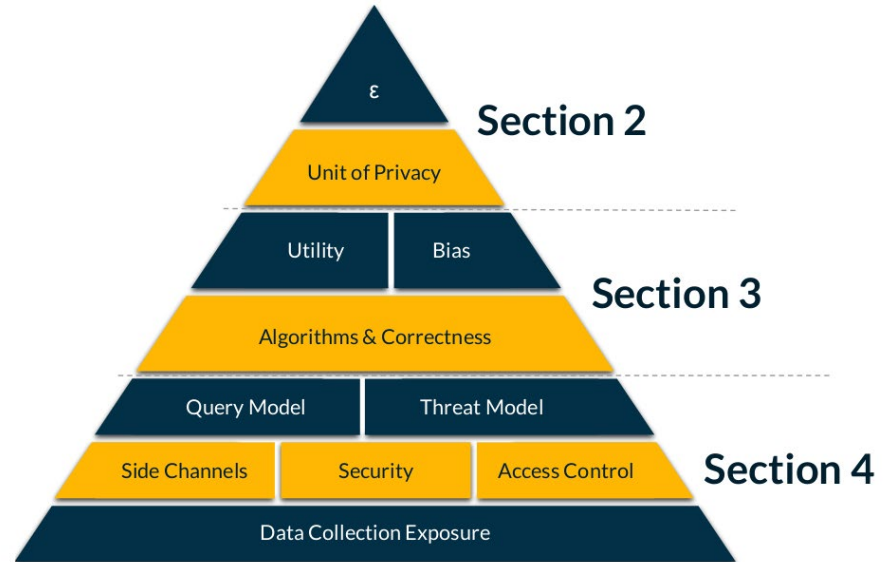 ε
Section 2
Unit of Privacy
Utility
Bias
Section 3
Algorithms & Correctness
Query Model
Threat Model
Side Channels
Security
Access Control
Section 4
Data Collection Exposure